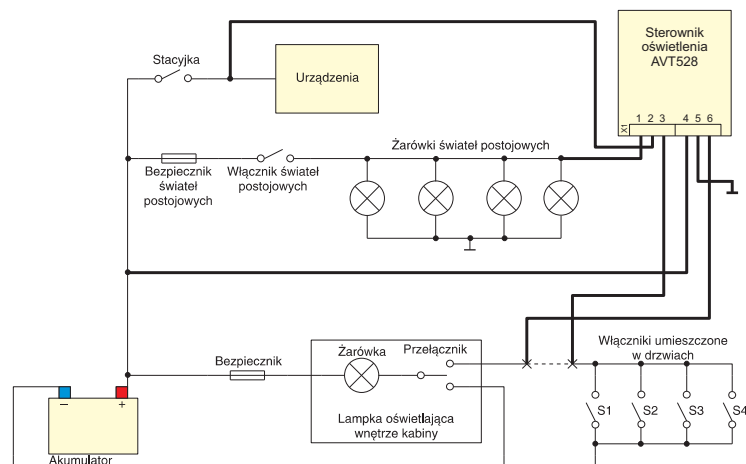 Stacyjka
Urządzenia
Sterownik
oświetlenia
AVT528
X1
1 2 3 4 5 6
Żarówki świateł postojowych
Bezpiecznik
świateł
postojowych
Włącznik świateł
postojowych
Bezpiecznik
Żarówka
Przełącznik
Lampka oświetlająca
wnętrze kabiny
Włączniki umieszczone
w drzwiach
S1 S2 S3 S4
– +
Akumulator